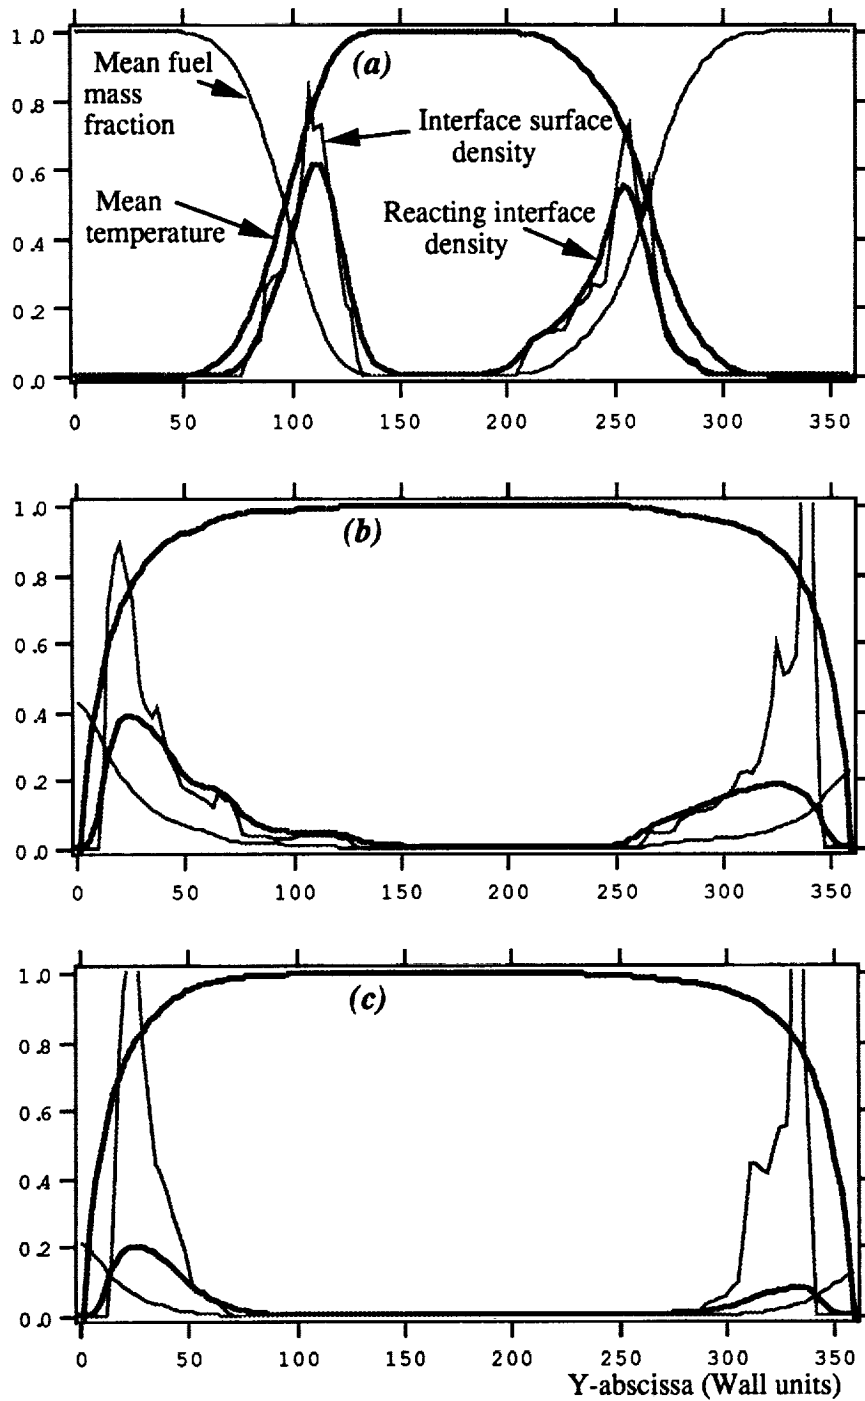 (a)
Mean fuel
mass
fraction
Interface surface
density
Mean
temperature
Reacting interface
density
1.0
0.8
0.6
0.4
0.2
0.0
0 50 100 150 200 250 300 350
(b)
1.0
0.8
0.6
0.4
0.2
0.0
0 50 100 150 200 250 300 350
(c)
1.0
0.8
0.6
0.4
0.2
0.0
0 50 100 150 200 250 300 350
Y-abscissa (Wall units)